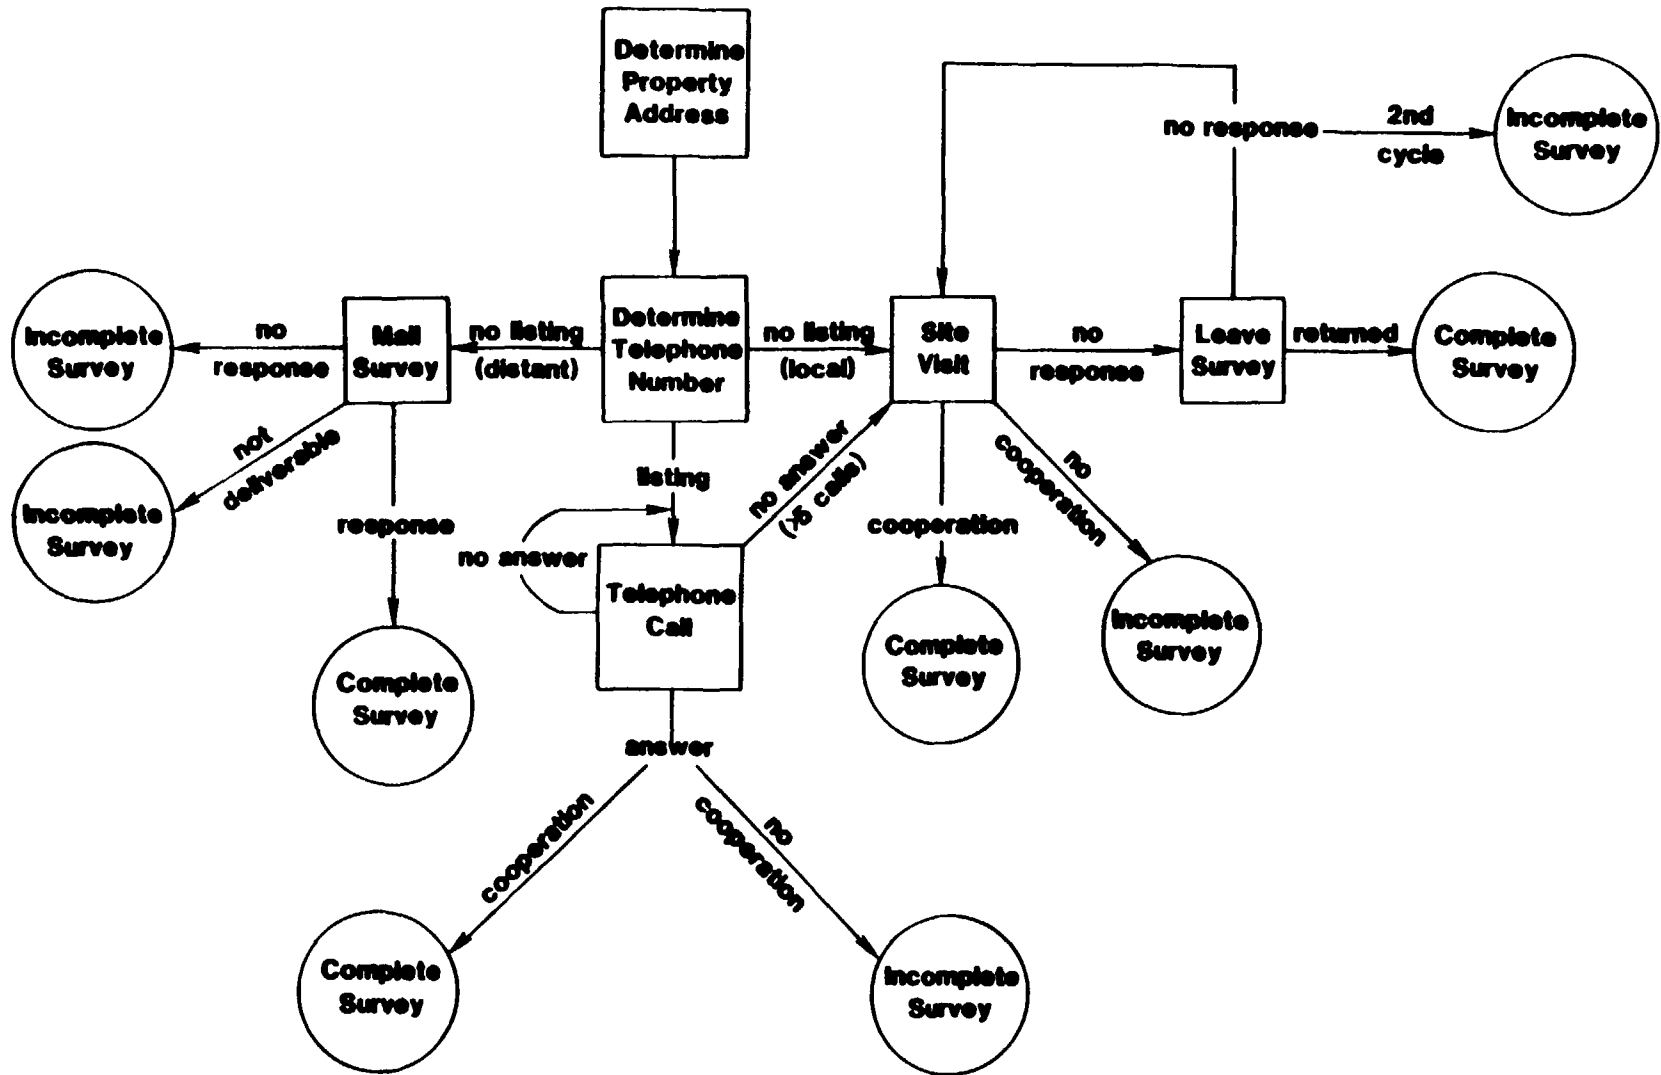 Determine
Property
Address
no response
2nd
cycle
Incomplete
Survey
Incomplete
Survey
no
response
Mail
Survey
no listing
(distant)
Determine
Telephone
Number
no listing
(local)
Site
Visit
no
response
Leave
Survey
returned
Complete
Survey
not
deliverable
Incomplete
Survey
response
Complete
Survey
listing
no answer
Telephone
Call
no answer
(>5 calls)
cooperation
Complete
Survey
no
cooperation
Incomplete
Survey
answer
cooperation
Complete
Survey
no
cooperation
Incomplete
Survey